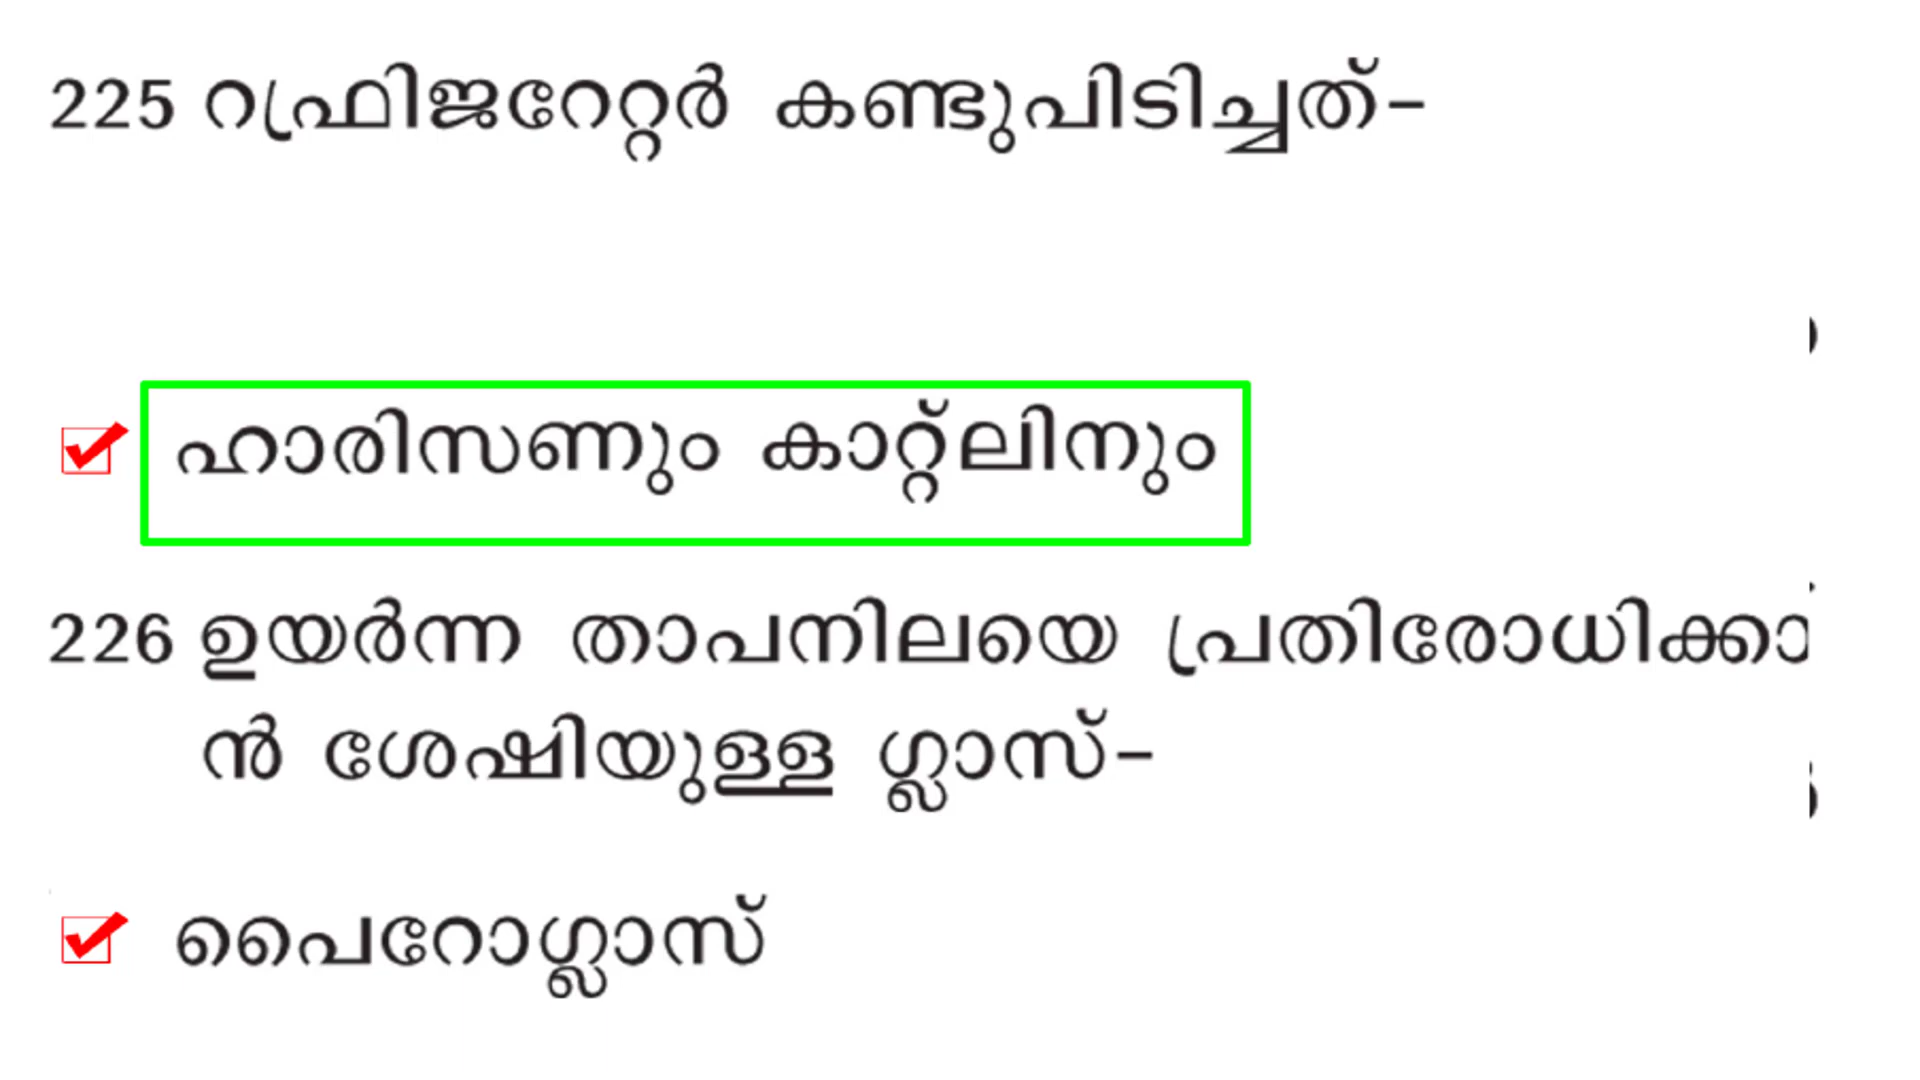 225 റഫ്രിജറേറ്റർ കണ്ടുപിടിച്ചത്-
ഹാരിസണും കാറ്റ്ലിനും
226 ഉയർന്ന താപനിലയെ പ്രതിരോധിക്കാ
ൻ ശേഷിയുള്ള ഗ്ലാസ്-
പൈറോഗ്ലാസ്